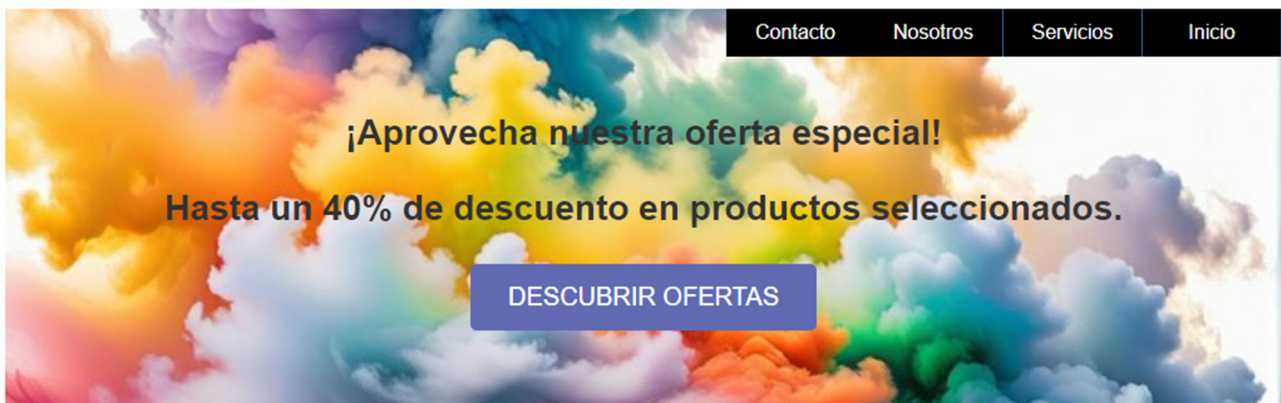 Contacto Nosotros Servicios Inicio
¡Aprovecha nuestra oferta especial!
Hasta un 40% de descuento en productos seleccionados.
DESCUBRIR OFERTAS